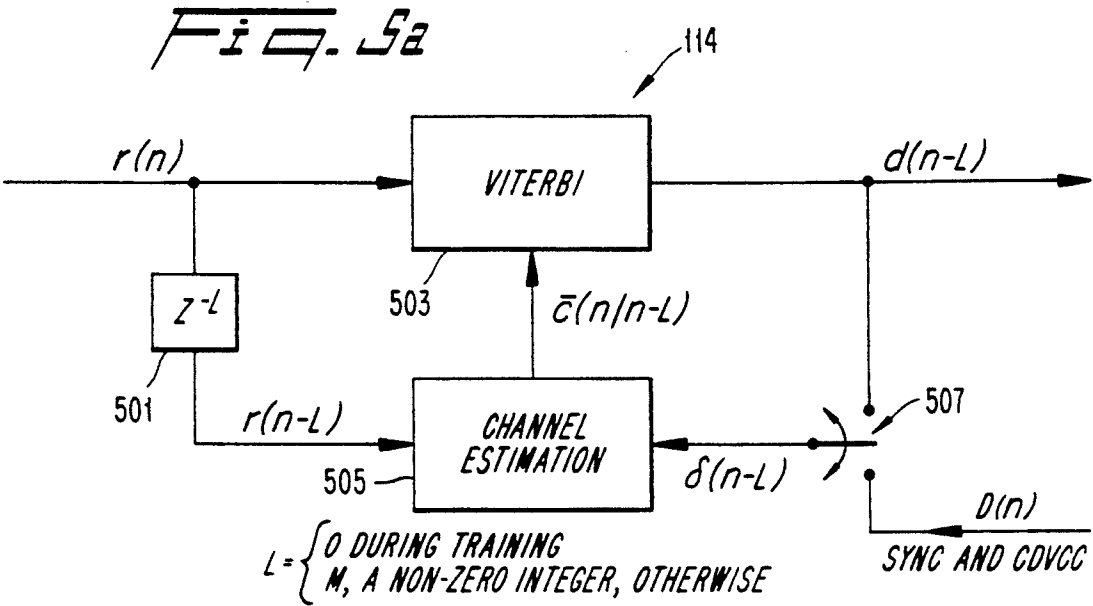 Fig. 5a
114
r(n)
VITERBI
d(n-L)
503
c̄(n/n-L)
Z^-L
501
r(n-L)
CHANNEL
ESTIMATION
505
δ(n-L)
507
D(n)
SYNC AND CDVCC
L = { 0 DURING TRAINING
M, A NON-ZERO INTEGER, OTHERWISE